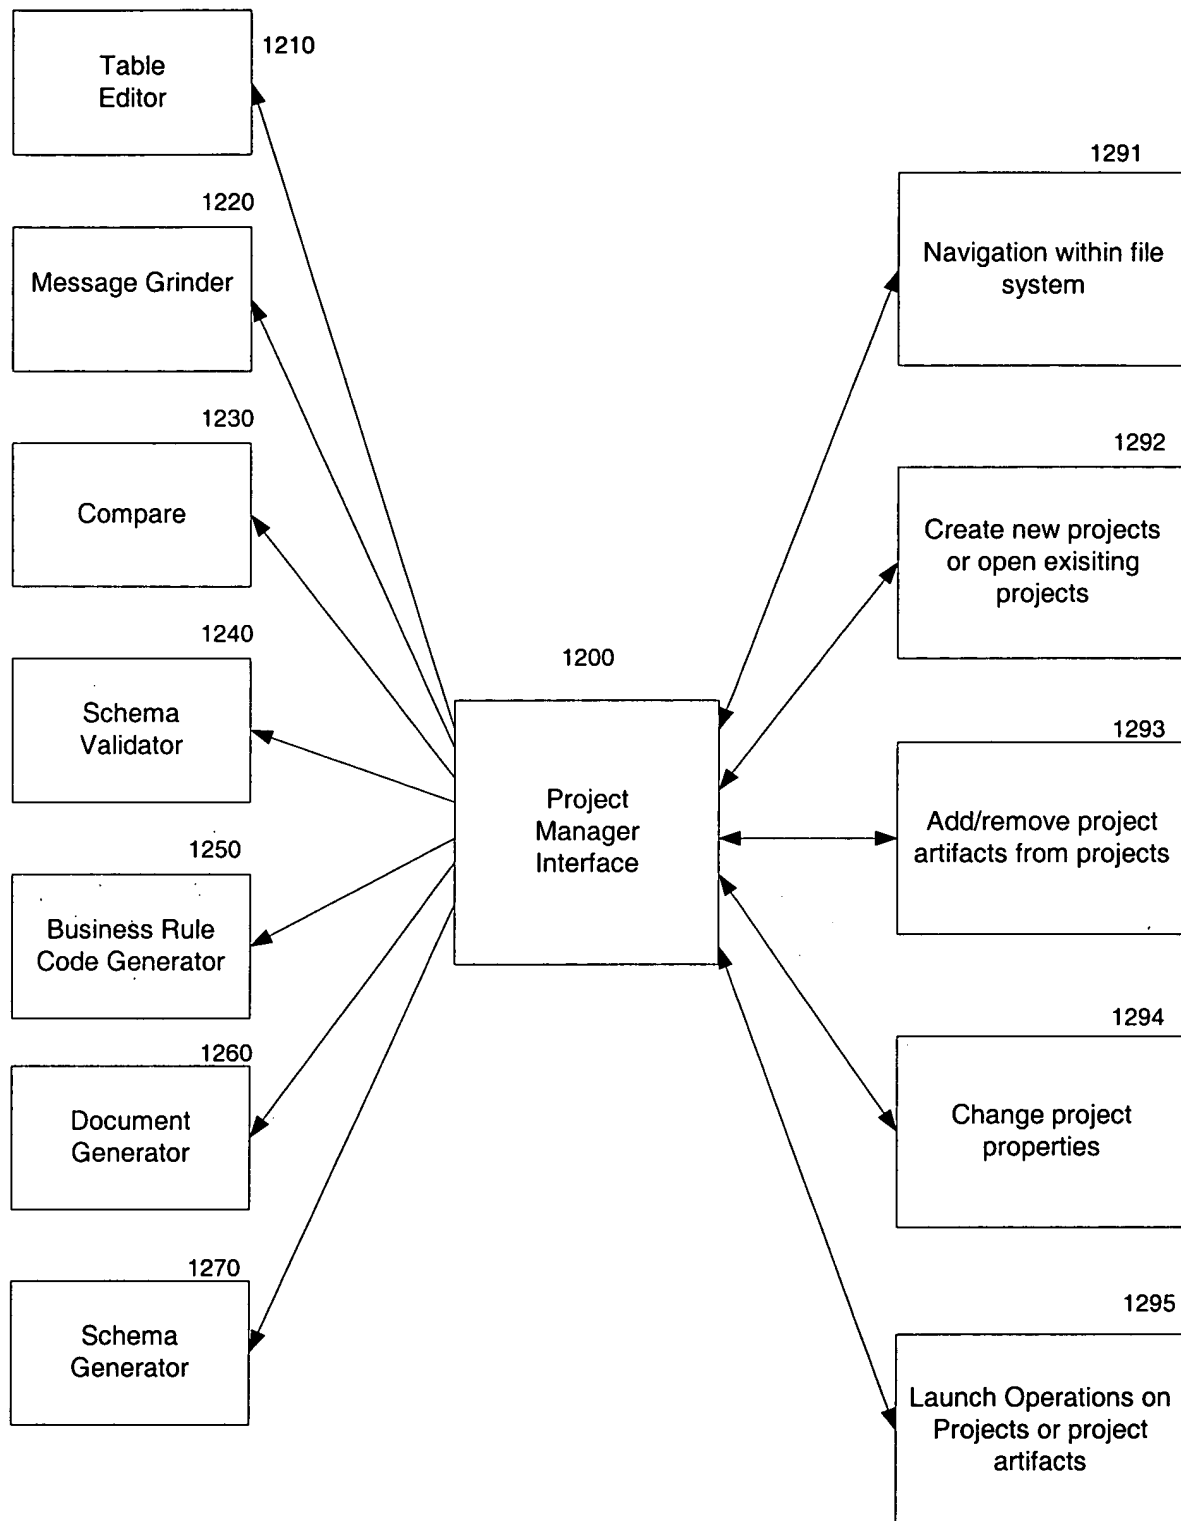 1210
Table
Editor
1220
Message Grinder
1230
Compare
1240
Schema
Validator
1250
Business Rule
Code Generator
1260
Document
Generator
1270
Schema
Generator
1200
Project
Manager
Interface
1291
Navigation within file
system
1292
Create new projects
or open exisiting
projects
1293
Add/remove project
artifacts from projects
1294
Change project
properties
1295
Launch Operations on
Projects or project
artifacts